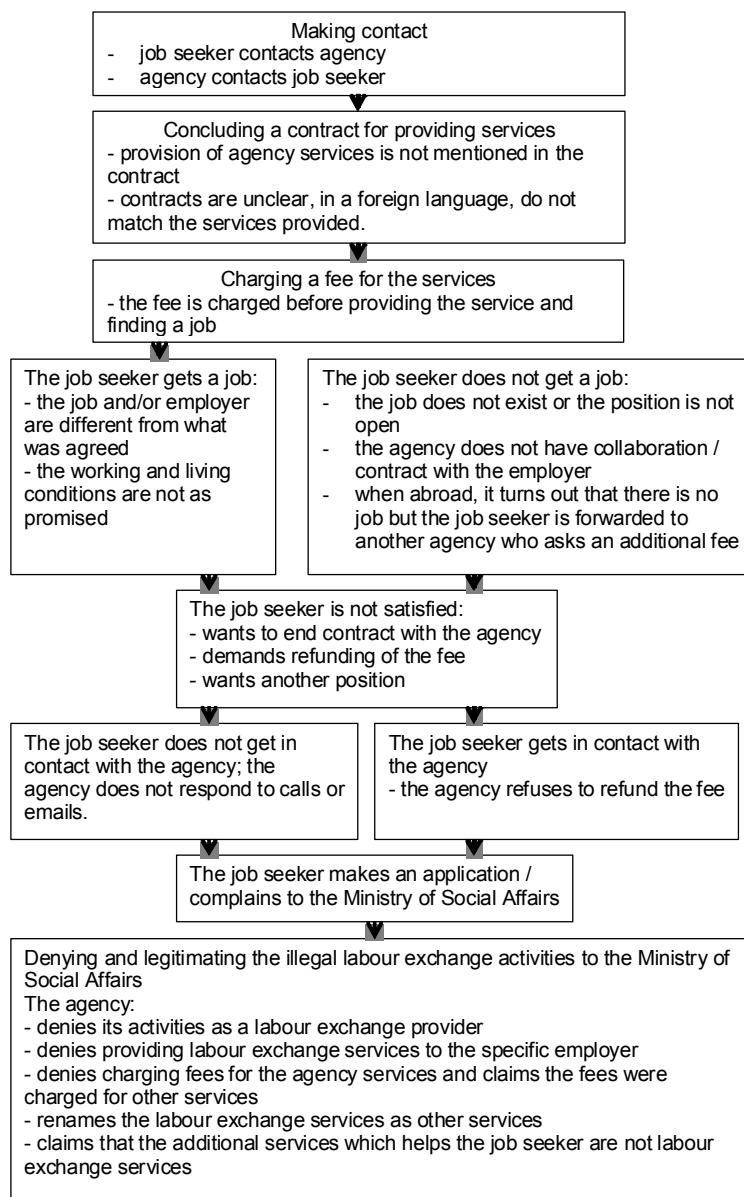 Making contact
- job seeker contacts agency
- agency contacts job seeker
Concluding a contract for providing services
- provision of agency services is not mentioned in the
contract
- contracts are unclear, in a foreign language, do not
match the services provided.
Charging a fee for the services
- the fee is charged before providing the service and
finding a job
The job seeker gets a job:
- the job and/or employer
are different from what
was agreed
- the working and living
conditions are not as
promised
The job seeker does not get a job:
- the job does not exist or the position is not
open
- the agency does not have collaboration /
contract with the employer
- when abroad, it turns out that there is no
job but the job seeker is forwarded to
another agency who asks an additional fee
The job seeker is not satisfied:
- wants to end contract with the agency
- demands refunding of the fee
- wants another position
The job seeker does not get in
contact with the agency; the
agency does not respond to calls or
emails.
The job seeker gets in contact with
the agency
- the agency refuses to refund the fee
The job seeker makes an application /
complains to the Ministry of Social Affairs
Denying and legitimating the illegal labour exchange activities to the Ministry of
Social Affairs
The agency:
- denies its activities as a labour exchange provider
- denies providing labour exchange services to the specific employer
- denies charging fees for the agency services and claims the fees were
charged for other services
- renames the labour exchange services as other services
- claims that the additional services which helps the job seeker are not labour
exchange services